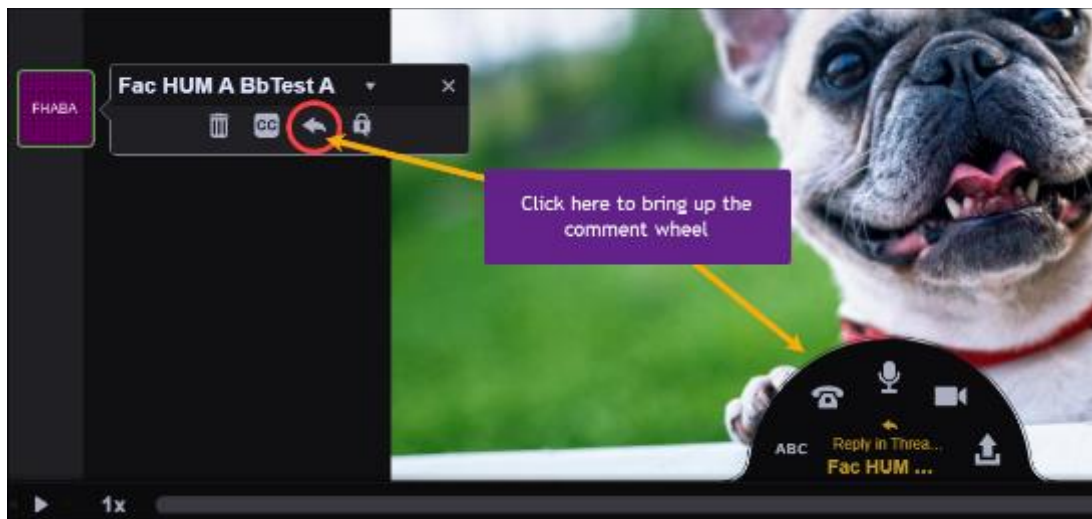 Fac HUM A BbTest A
FHABA
CC
Click here to bring up the
comment wheel
ABC
Reply in Threa...
Fac HUM ...
1x